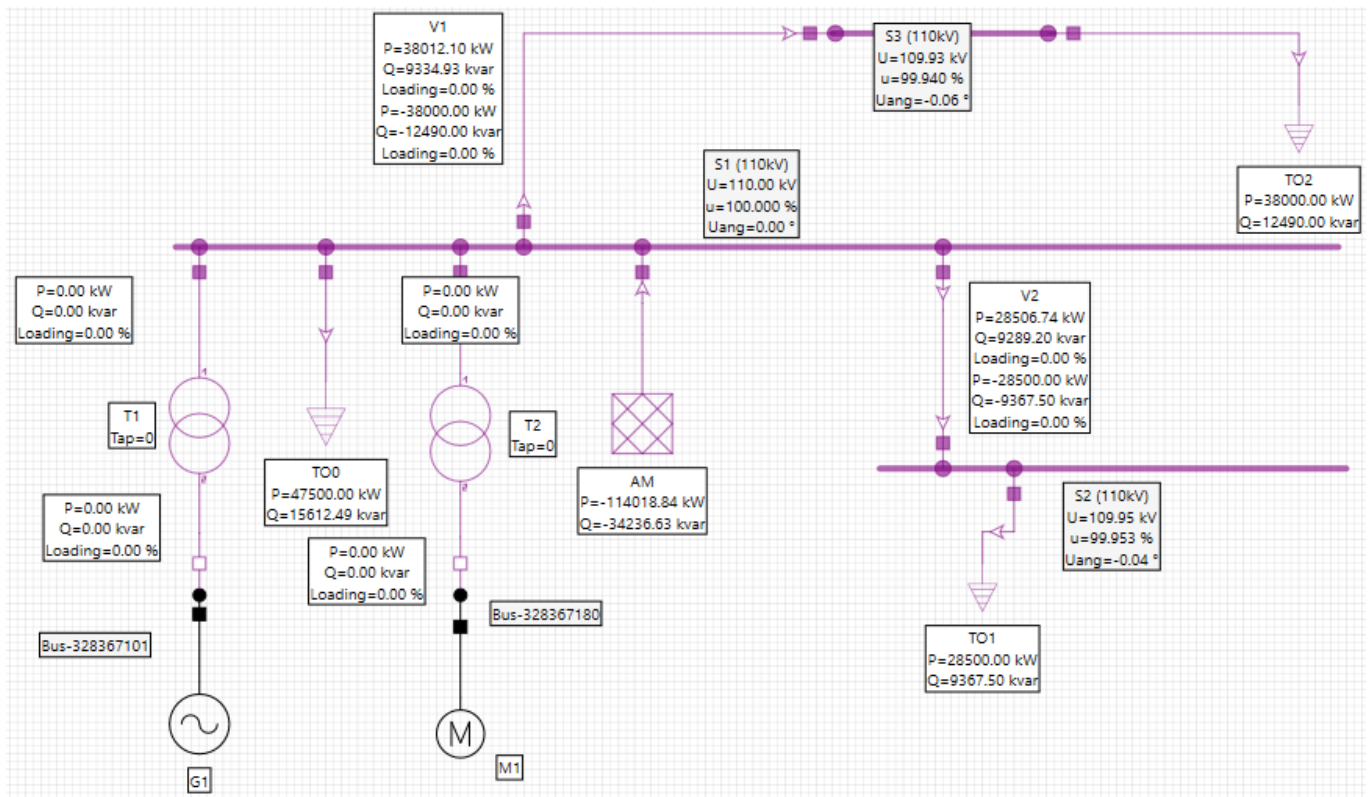 V1
P=38012.10 kW
Q=9334.93 kvar
Loading=0.00 %
P=-38000.00 kW
Q=-12490.00 kvar
Loading=0.00 %
S3 (110kV)
U=109.93 kV
u=99.940 %
Uang=-0.06 °
S1 (110kV)
U=110.00 kV
u=100.000 %
Uang=0.00 °
TO2
P=38000.00 kW
Q=12490.00 kvar
P=0.00 kW
Q=0.00 kvar
Loading=0.00 %
P=0.00 kW
Q=0.00 kvar
Loading=0.00 %
V2
P=28506.74 kW
Q=9289.20 kvar
Loading=0.00 %
P=-28500.00 kW
Q=-9367.50 kvar
Loading=0.00 %
1
1
T1
Tap=0
T2
Tap=0
TO0
P=47500.00 kW
Q=15612.49 kvar
AM
P=-114018.84 kW
Q=-34236.63 kvar
2
2
P=0.00 kW
Q=0.00 kvar
Loading=0.00 %
P=0.00 kW
Q=0.00 kvar
Loading=0.00 %
S2 (110kV)
U=109.95 kV
u=99.953 %
Uang=-0.04 °
Bus-328367180
Bus-328367101
TO1
P=28500.00 kW
Q=9367.50 kvar
M
G1
M1